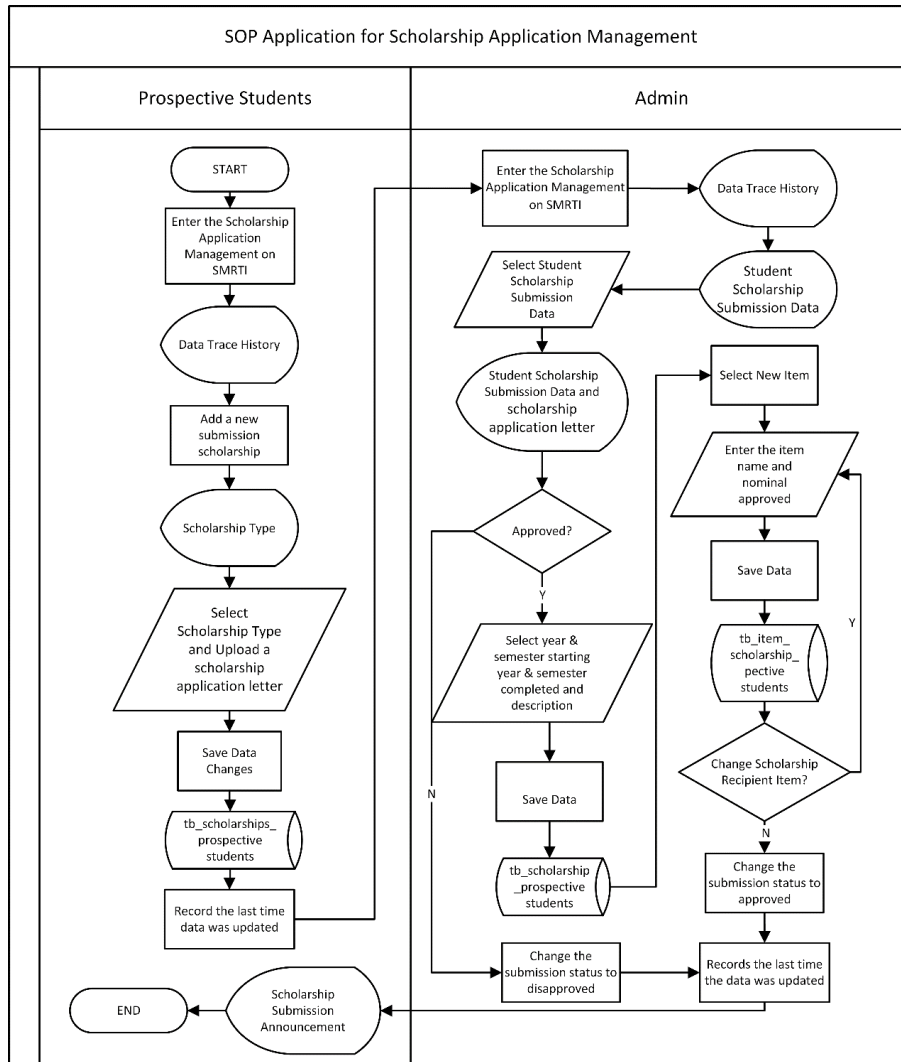 SOP Application for Scholarship Application Management
Prospective Students
Admin
START
Enter the Scholarship
Application
Management on
SMRTI
Data Trace History
Add a new
submission
scholarship
Scholarship Type
Select
Scholarship Type
and Upload a
scholarship
application letter
Save Data
Changes
tb_scholarships_
prospective
students
Record the last time
data was updated
Enter the Scholarship
Application Management
on SMRTI
Data Trace History
Student
Scholarship
Submission Data
Select Student
Scholarship
Submission
Data
Student Scholarship
Submission Data and
scholarship
application letter
Approved?
Y
N
Select year &
semester starting
year & semester
completed and
description
Save Data
tb_scholarship
_prospective
students
Select New Item
Enter the item
name and
nominal
approved
Save Data
tb_item_
scholarship_
pective
students
Change Scholarship
Recipient Item?
Y
N
Change the
submission status to
approved
Change the
submission status to
disapproved
Records the last time
the data was updated
Scholarship
Submission
Announcement
END